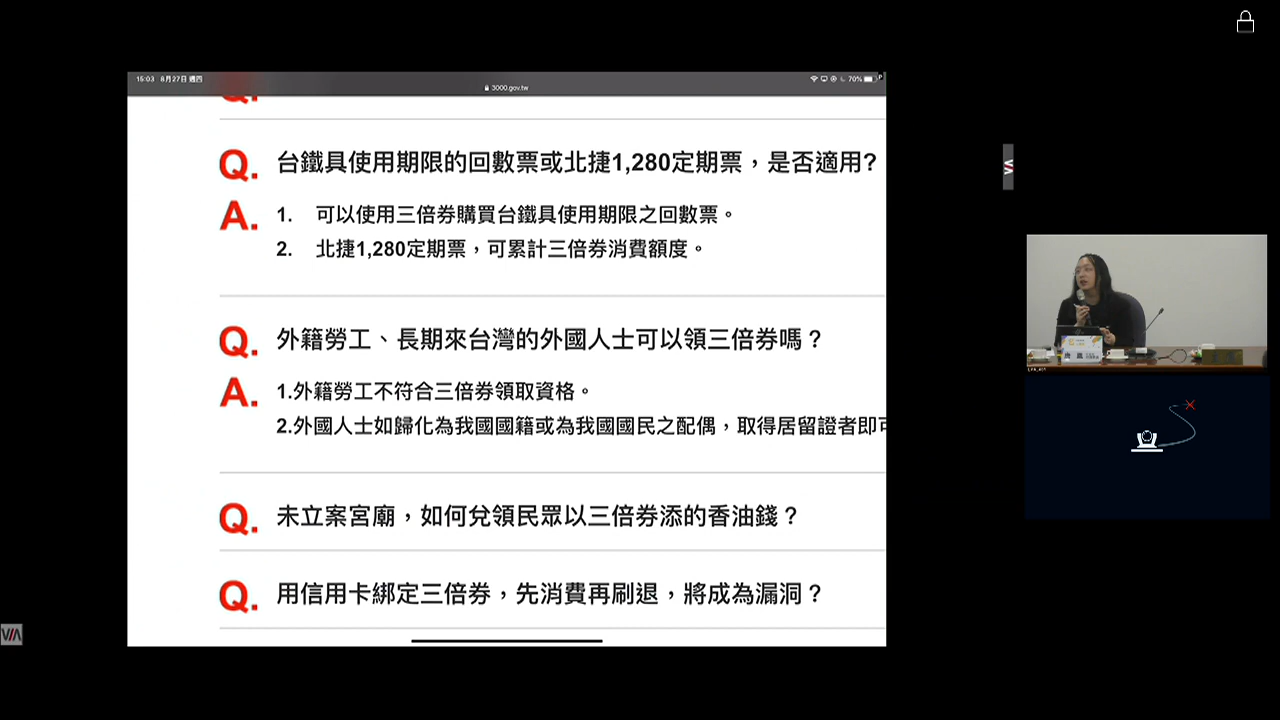 15:03 8月27日 週四
70%
3000.gov.tw
Q.
Q. 台鐵具使用期限的回數票或北捷1,280定期票，是否適用?
A. 1. 可以使用三倍券購買台鐵具使用期限之回數票。
2. 北捷1,280定期票，可累計三倍券消費額度。
Q. 外籍勞工、長期來台灣的外國人士可以領三倍券嗎？
A. 1.外籍勞工不符合三倍券領取資格。
2.外國人士如歸化為我國國籍或為我國國民之配偶，取得居留證者即可
Q. 未立案宮廟，如何兌領民眾以三倍券添的香油錢？
Q. 用信用卡綁定三倍券，先消費再刷退，將成為漏洞？
VIA